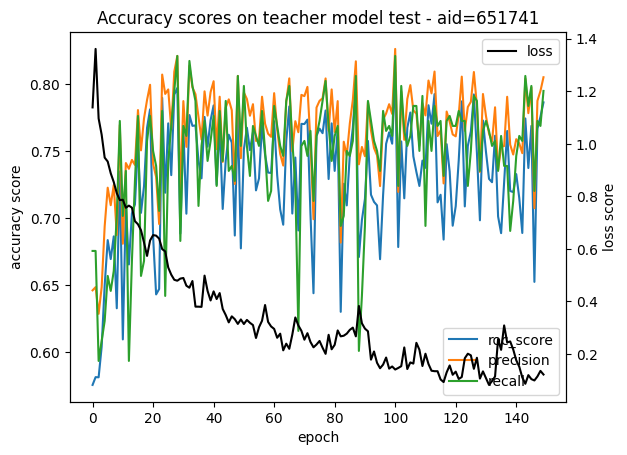 Accuracy scores on teacher model test - aid=651741
accuracy score
0.80
0.75
0.70
0.65
0.60
loss
1.4
1.2
1.0
0.8
0.6
0.4
0.2
loss score
roc_score
precision
recall
0
20
40
60
80
100
120
140
epoch